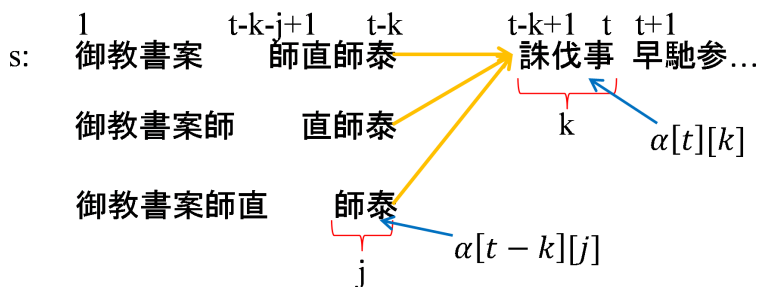 1 t-k-j+1 t-k t-k+1 t t+1
s: 御教書案 師直師泰 誅伐事 早馳参…
k
α[t][k]
御教書案師 直師泰
御教書案師直 師泰
j
α[t − k][j]